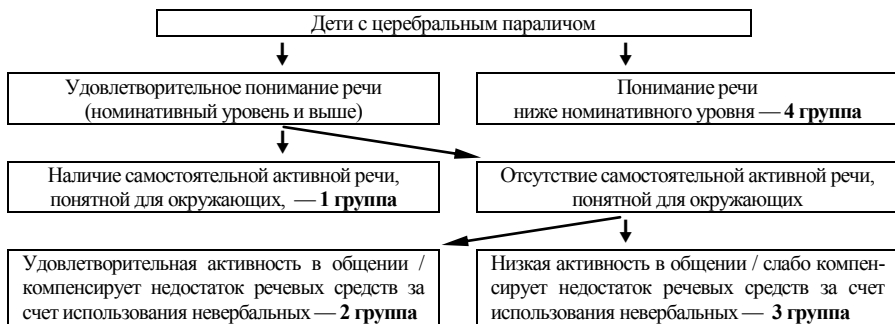 Дети с церебральным параличом
Удовлетворительное понимание речи
(номинативный уровень и выше)
Понимание речи
ниже номинативного уровня — 4 группа
Наличие самостоятельной активной речи,
понятной для окружающих, — 1 группа
Отсутствие самостоятельной активной речи,
понятной для окружающих
Удовлетворительная активность в общении /
компенсирует недостаток речевых средств за
счет использования невербальных — 2 группа
Низкая активность в общении / слабо компен-
сирует недостаток речевых средств за счет
использования невербальных — 3 группа